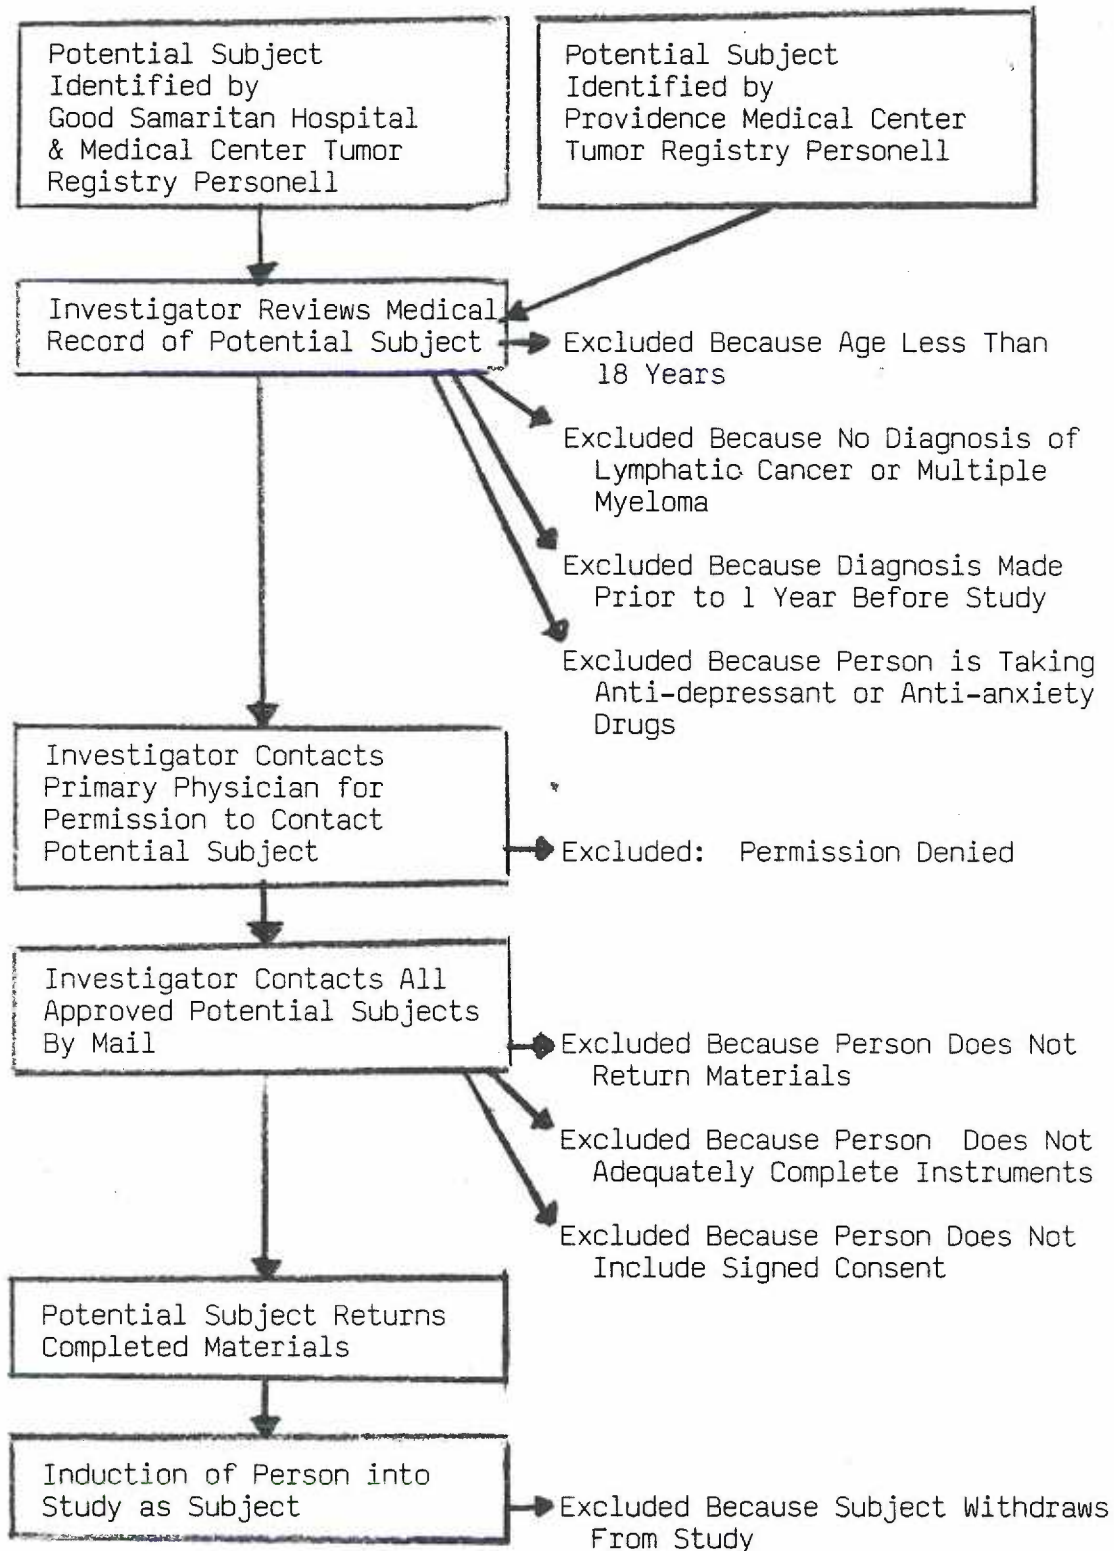 Potential Subject
Identified by
Good Samaritan Hospital
& Medical Center Tumor
Registry Personell
Potential Subject
Identified by
Providence Medical Center
Tumor Registry Personell
Investigator Reviews Medical
Record of Potential Subject
Excluded Because Age Less Than
18 Years
Excluded Because No Diagnosis of
Lymphatic Cancer or Multiple
Myeloma
Excluded Because Diagnosis Made
Prior to 1 Year Before Study
Excluded Because Person is Taking
Anti-depressant or Anti-anxiety
Drugs
Investigator Contacts
Primary Physician for
Permission to Contact
Potential Subject
Excluded: Permission Denied
Investigator Contacts All
Approved Potential Subjects
By Mail
Excluded Because Person Does Not
Return Materials
Excluded Because Person Does Not
Adequately Complete Instruments
Excluded Because Person Does Not
Include Signed Consent
Potential Subject Returns
Completed Materials
Induction of Person into
Study as Subject
Excluded Because Subject Withdraws
From Study